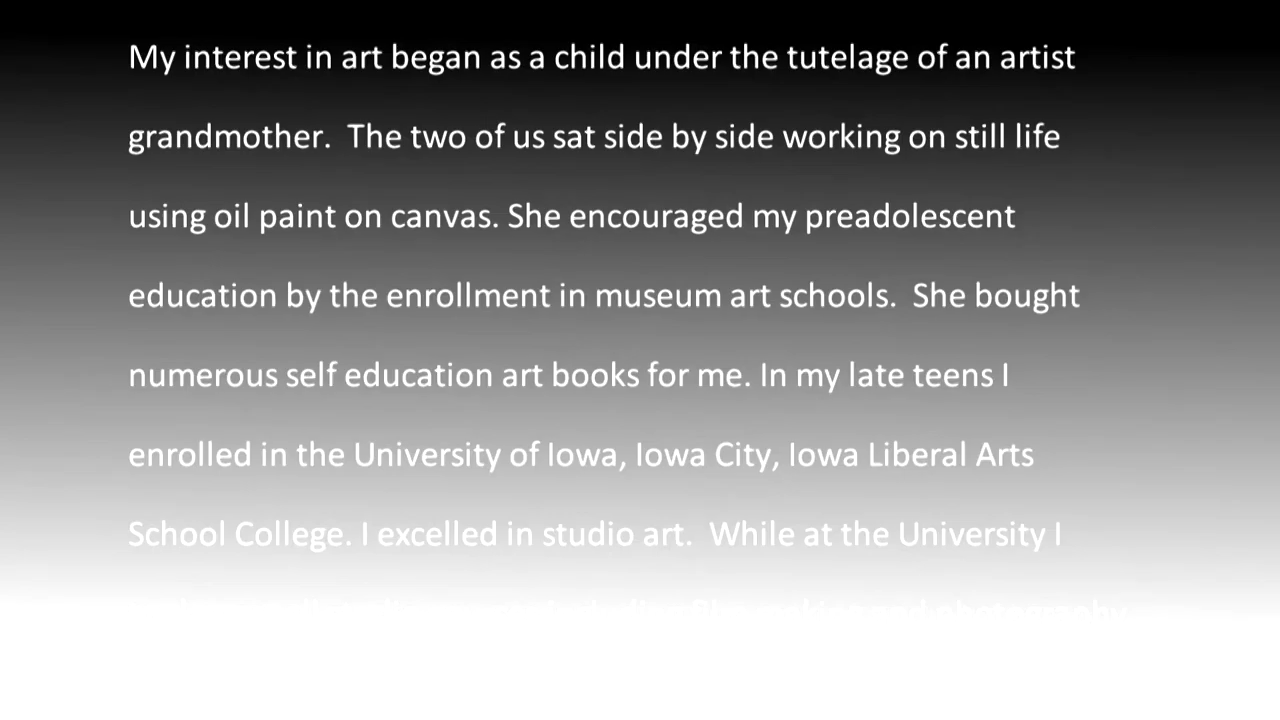 My interest in art began as a child under the tutelage of an artist
grandmother.  The two of us sat side by side working on still life
using oil paint on canvas. She encouraged my preadolescent
education by the enrollment in museum art schools.  She bought
numerous self education art books for me. In my late teens I
enrolled in the University of Iowa, Iowa City, Iowa Liberal Arts
School College. I excelled in studio art.  While at the University I
making and photography